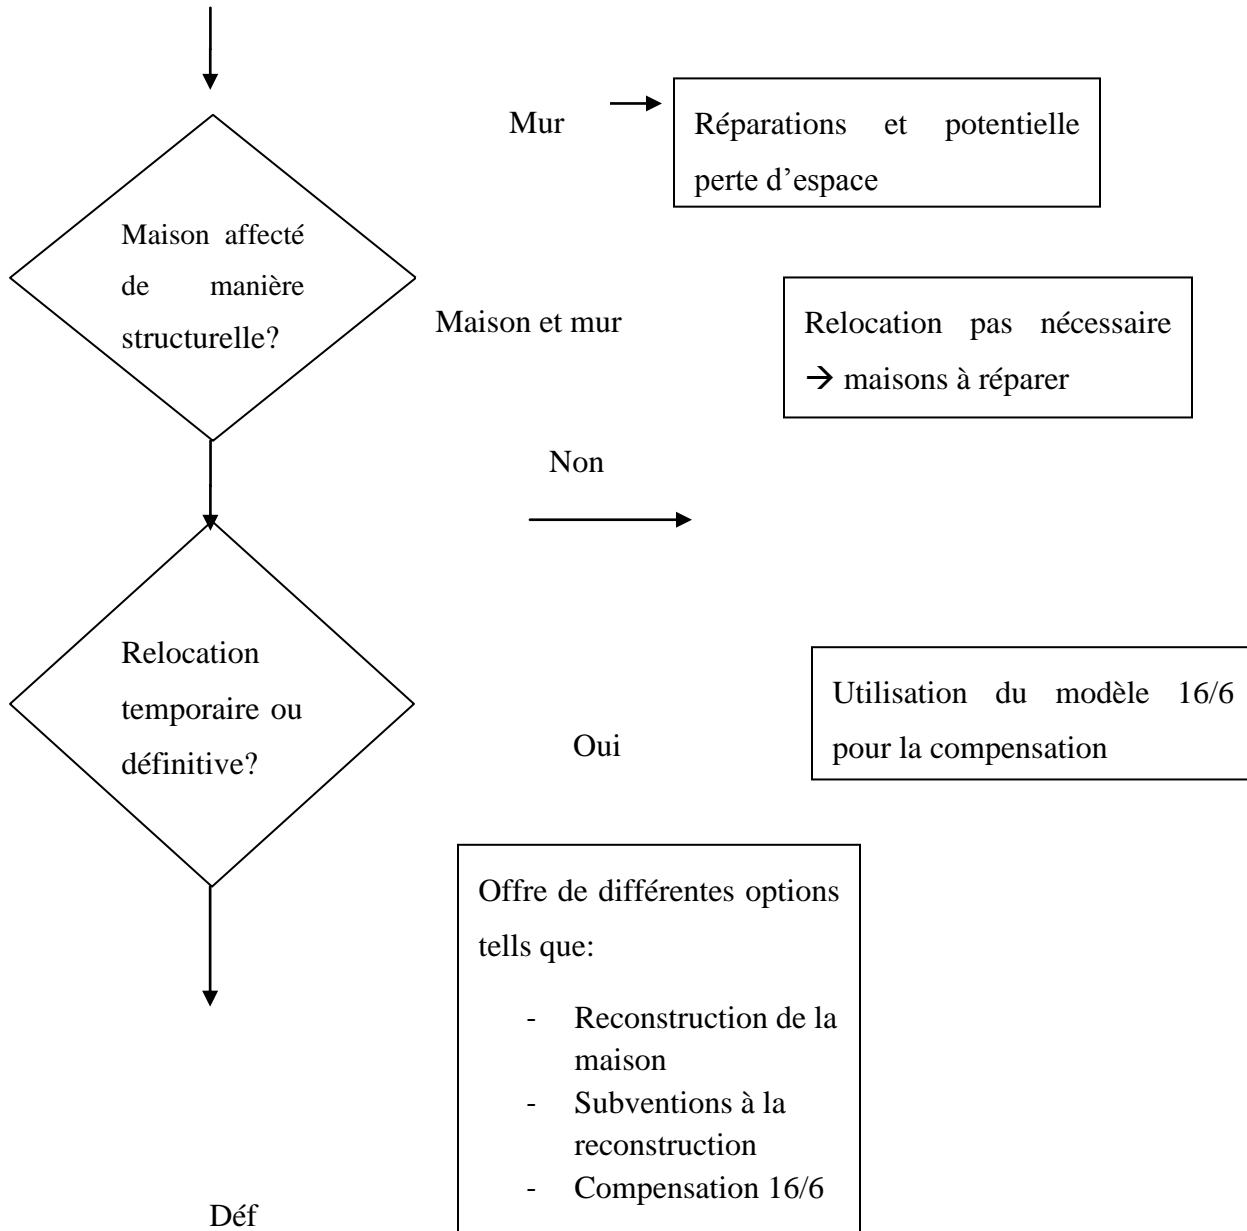 Mur
Réparations et potentielle
perte d’espace
Maison affecté
de manière
structurelle?
Maison et mur
Relocation pas nécessaire
→ maisons à réparer
Non
Relocation
temporaire ou
définitive?
Oui
Utilisation du modèle 16/6
pour la compensation
Offre de différentes options
tells que:
- Reconstruction de la
maison
- Subventions à la
reconstruction
- Compensation 16/6
Déf